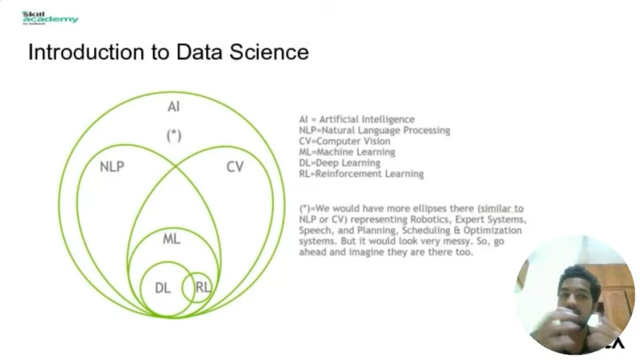 Skill
academy
Introduction to Data Science
AI
(*)
NLP
CV
ML
DL
RL
AI = Artificial Intelligence
NLP=Natural Language Processing
CV=Computer Vision
ML=Machine Learning
DL=Deep Learning
RL=Reinforcement Learning
(*)=We would have more ellipses there (similar to
NLP or CV) representing Robotics, Expert Systems,
Speech, and Planning, Scheduling & Optimization
systems. But it would look very messy. So, go
ahead and imagine they are there too.